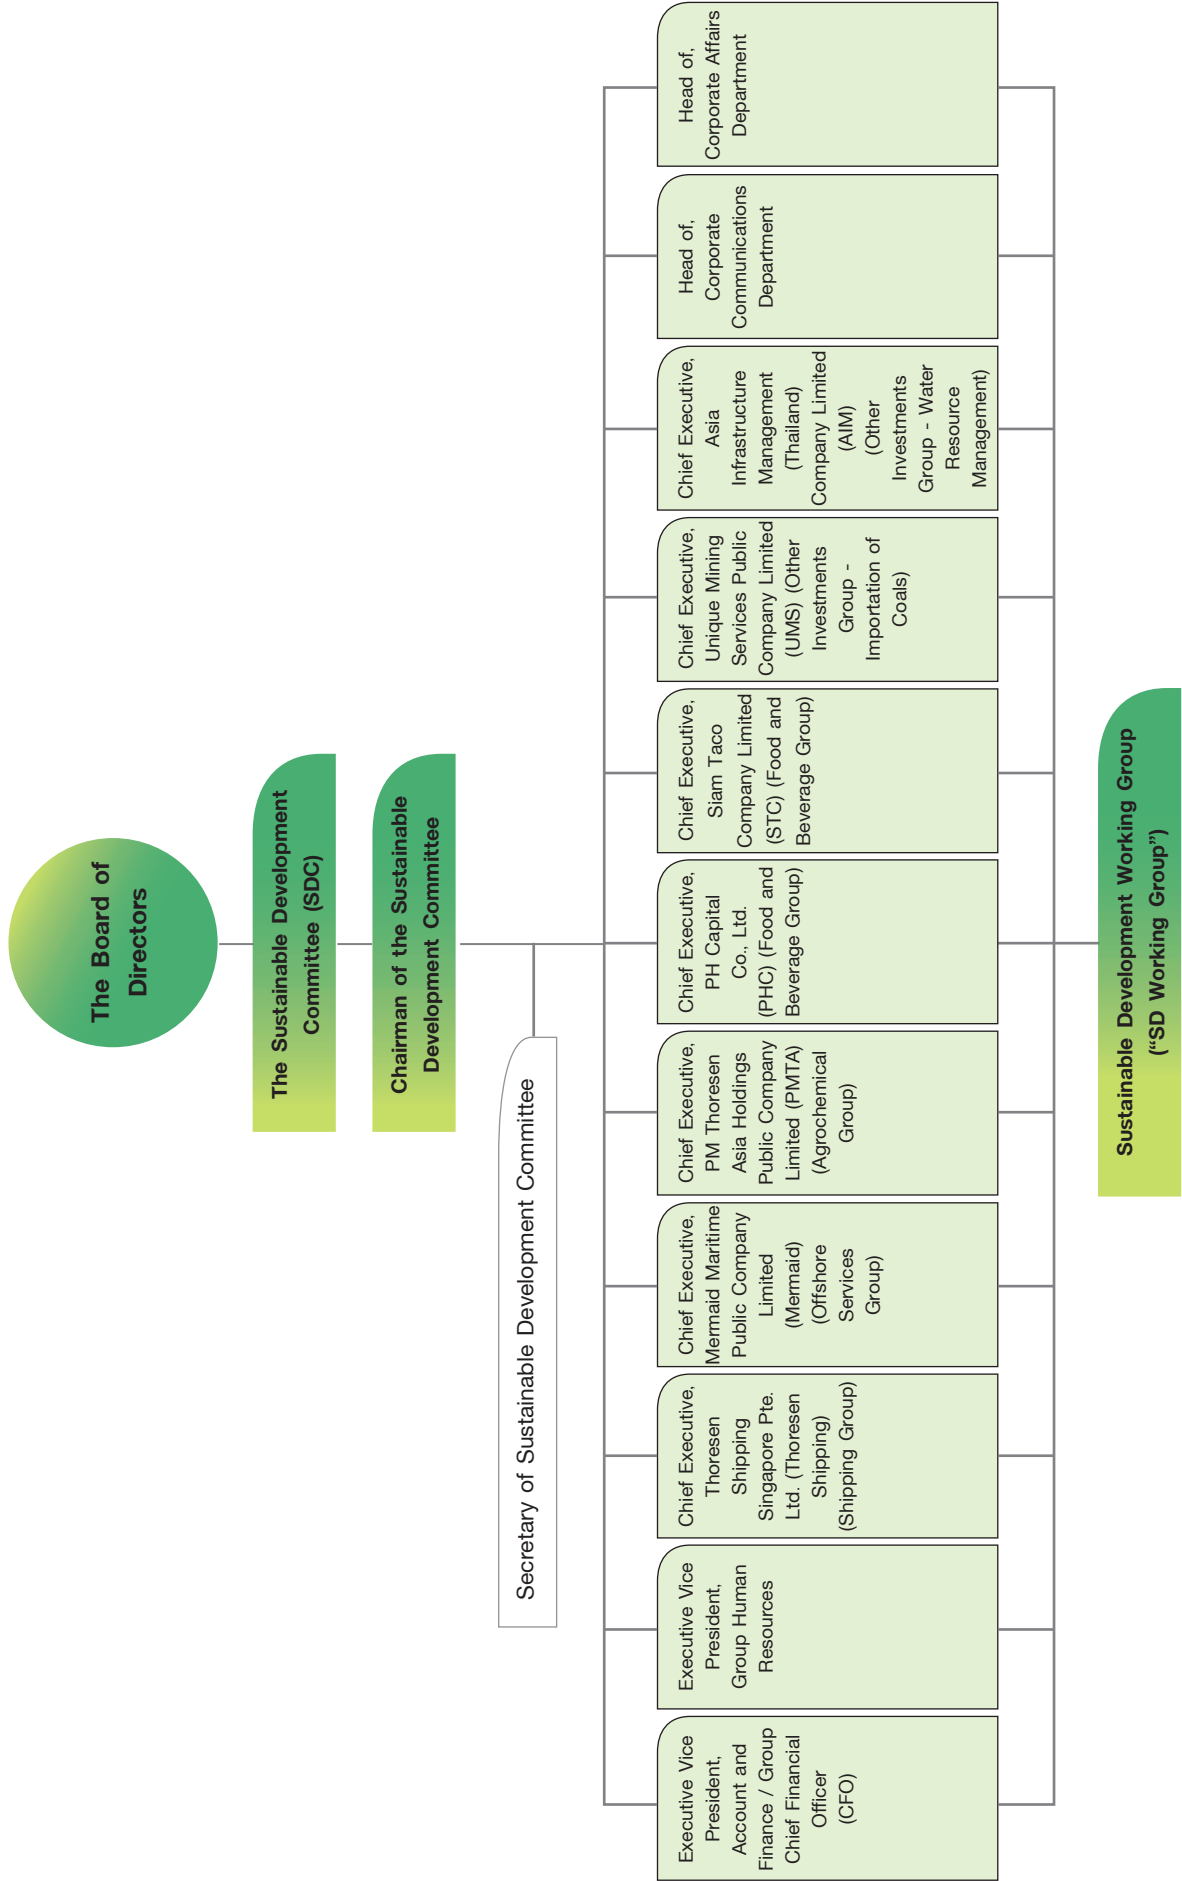 The Board of
Directors
The Sustainable Development
Committee (SDC)
Chairman of the Sustainable
Development Committee
Secretary of Sustainable Development Committee
Executive Vice
President,
Account and
Finance / Group
Chief Financial
Officer
(CFO)
Executive Vice
President,
Group Human
Resources
Chief Executive,
Thoresen
Shipping
Singapore Pte.
Ltd. (Thoresen
Shipping)
(Shipping Group)
Chief Executive,
Mermaid Maritime
Public Company
Limited
(Mermaid)
(Offshore
Services
Group)
Chief Executive,
PM Thoresen
Asia Holdings
Public Company
Limited (PMTA)
(Agrochemical
Group)
Chief Executive,
PH Capital
Co., Ltd.
(PHC) (Food and
Beverage Group)
Chief Executive,
Siam Taco
Company Limited
(STC) (Food and
Beverage Group)
Chief Executive,
Unique Mining
Services Public
Company Limited
(UMS) (Other
Investments
Group -
Importation of
Coals)
Chief Executive,
Asia
Infrastructure
Management
(Thailand)
Company Limited
(AIM)
(Other
Investments
Group - Water
Resource
Management)
Head of,
Corporate
Communications
Department
Head of,
Corporate Affairs
Department
Sustainable Development Working Group
(“SD Working Group”)